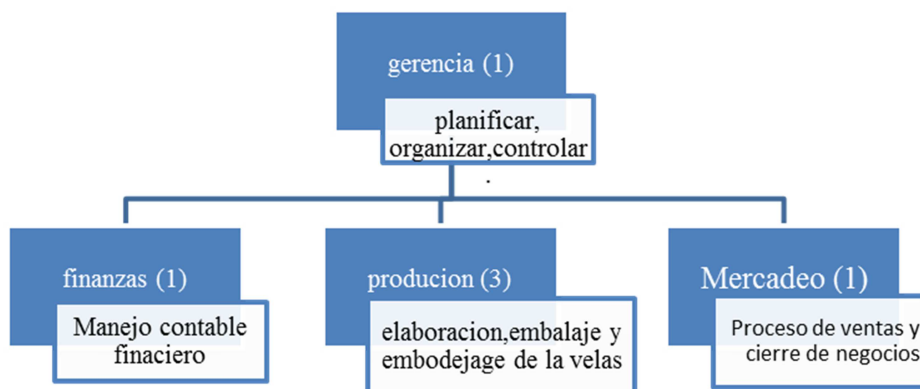 gerencia (1)
planificar,
organizar,controlar
.
finanzas (1)
Manejo contable
finaciero
producion (3)
elaboracion,embalaje y
embodejage de la velas
Mercadeo (1)
Proceso de ventas y
cierre de negocios